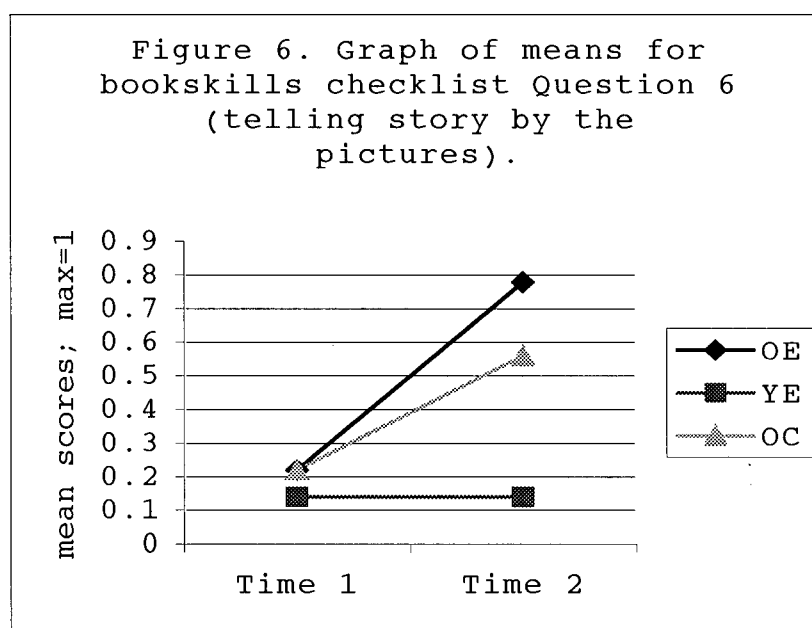 Figure 6. Graph of means for
bookskills checklist Question 6
(telling story by the
pictures).
mean scores; max=1
0.9
0.8
0.7
0.6
0.5
0.4
0.3
0.2
0.1
0
Time 1 Time 2
OE
YE
OC